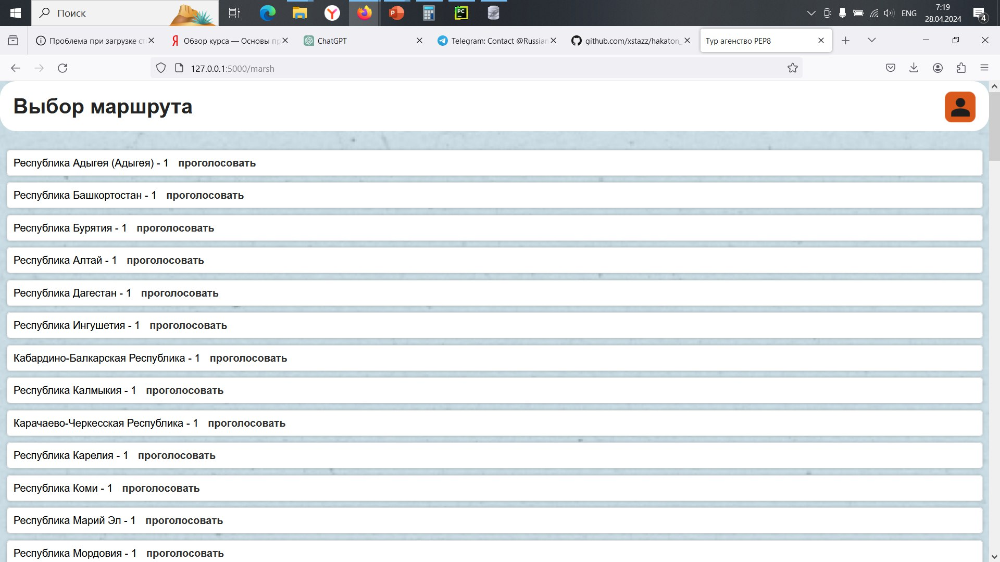 Поиск
ENG
7:19
28.04.2024
4
Проблема при загрузке ст
Обзор курса — Основы пр
ChatGPT
Telegram: Contact @Russian
github.com/xstazz/hakaton_
Тур агенство PEP8
127.0.0.1:5000/marsh
Выбор маршрута
Республика Адыгея (Адыгея) - 1 проголосовать
Республика Башкортостан - 1 проголосовать
Республика Бурятия - 1 проголосовать
Республика Алтай - 1 проголосовать
Республика Дагестан - 1 проголосовать
Республика Ингушетия - 1 проголосовать
Кабардино-Балкарская Республика - 1 проголосовать
Республика Калмыкия - 1 проголосовать
Карачаево-Черкесская Республика - 1 проголосовать
Республика Карелия - 1 проголосовать
Республика Коми - 1 проголосовать
Республика Марий Эл - 1 проголосовать
Республика Мордовия - 1 проголосовать